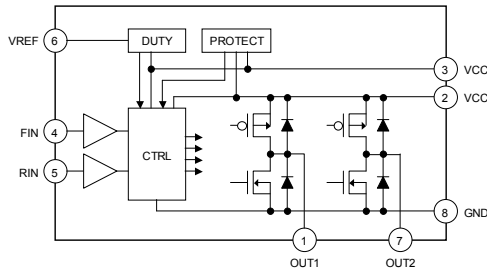 VREF 6 DUTY PROTECT
3 VCC
2 VCC
FIN 4
CTRL
RIN 5
8 GND
1 7
OUT1 OUT2